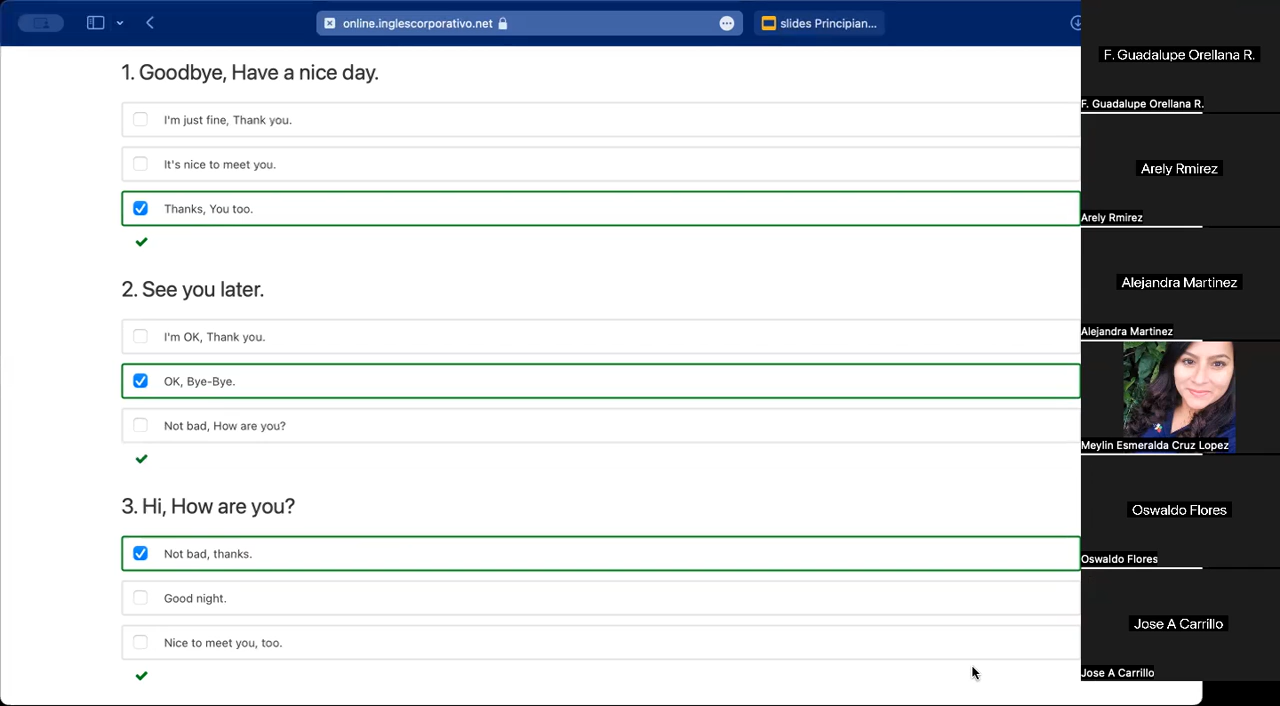 online.inglescorporativo.net
slides Principian...
1. Goodbye, Have a nice day.
I'm just fine, Thank you.
It's nice to meet you.
Thanks, You too.
2. See you later.
I'm OK, Thank you.
OK, Bye-Bye.
Not bad, How are you?
3. Hi, How are you?
Not bad, thanks.
Good night.
Nice to meet you, too.
F. Guadalupe Orellana R.
F. Guadalupe Orellana R.
Arely Rmirez
Arely Rmirez
Alejandra Martinez
Alejandra Martinez
Meylin Esmeralda Cruz Lopez
Oswaldo Flores
Oswaldo Flores
Jose A Carrillo
Jose A Carrillo